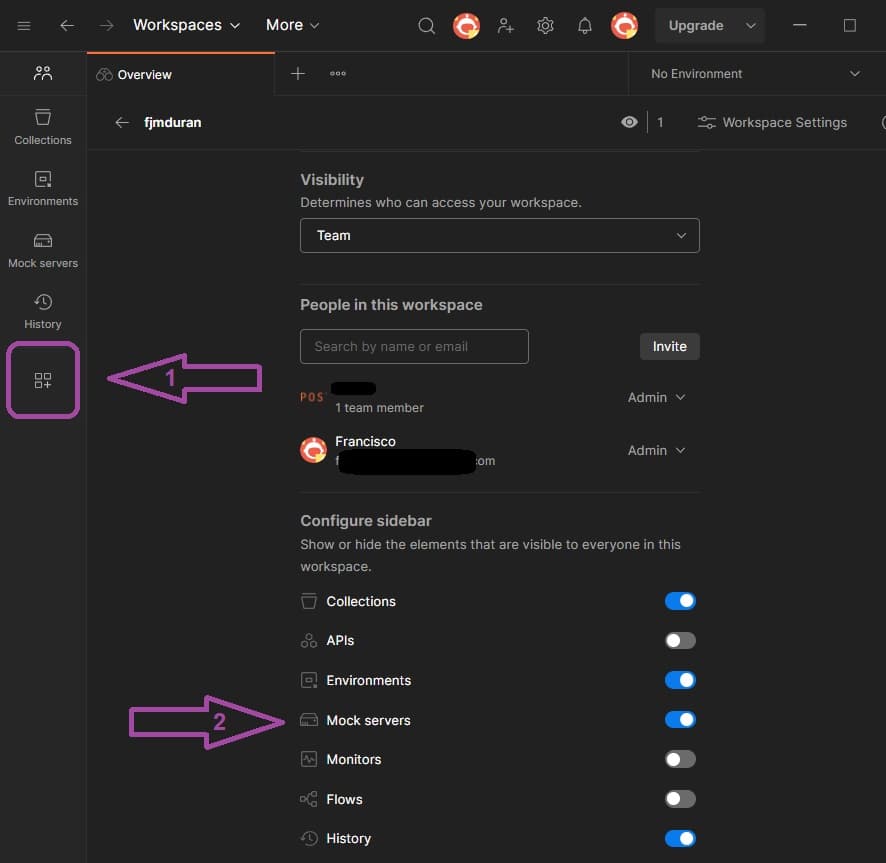 Workspaces More Upgrade
Overview No Environment
fjmduran 1 Workspace Settings
Collections
Environments
Mock servers
History
Visibility
Determines who can access your workspace.
Team
People in this workspace
Search by name or email Invite
POS
1 team member Admin
Francisco
f com Admin
Configure sidebar
Show or hide the elements that are visible to everyone in this
workspace.
Collections
APIs
Environments
Mock servers
Monitors
Flows
History
1
2